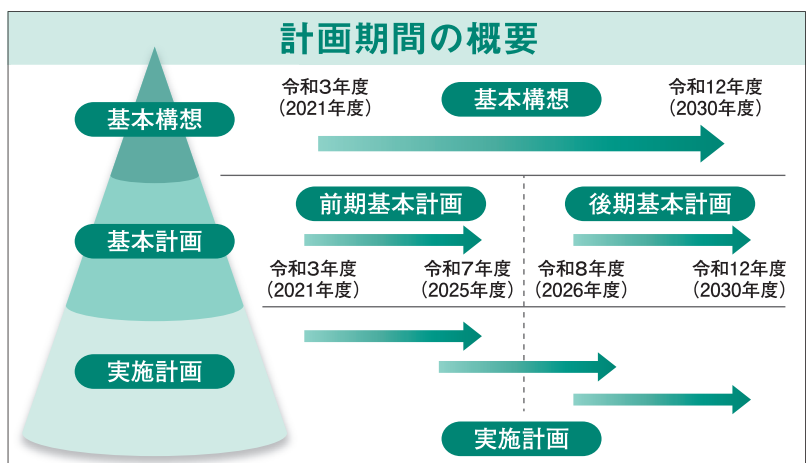 計画期間の概要
基本構想
令和3年度
（2021年度）
基本構想
令和12年度
（2030年度）
基本計画
前期基本計画
後期基本計画
令和3年度
（2021年度）
令和7年度
（2025年度）
令和8年度
（2026年度）
令和12年度
（2030年度）
実施計画
実施計画